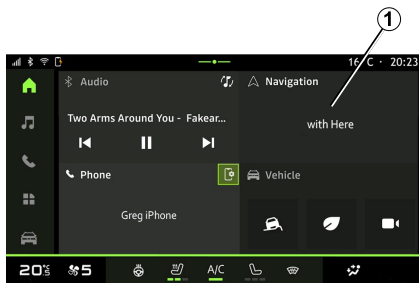 1
16°C · 20:23
Audio
Navigation
Two Arms Around You - Fakear...
with Here
Phone
Vehicle
Greg iPhone
20°5
5
A/C